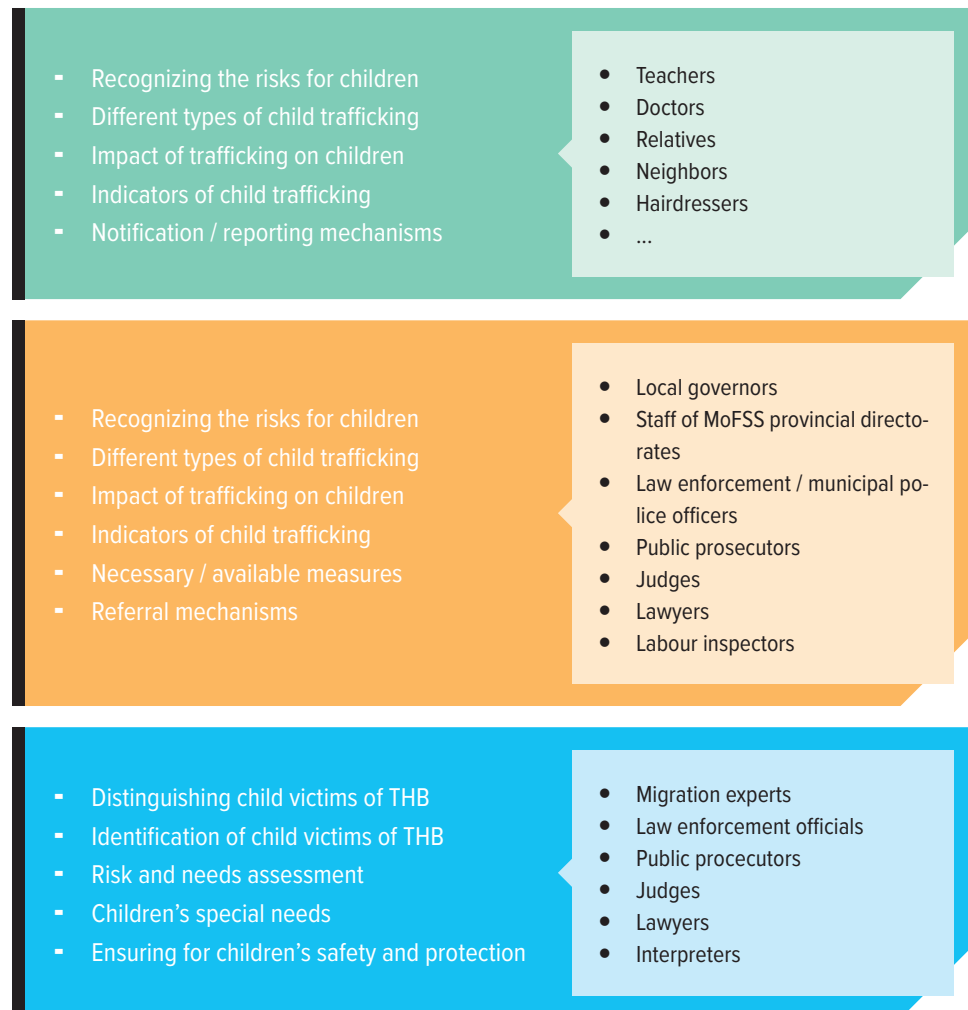 - Recognizing the risks for children
- Different types of child trafficking
- Impact of trafficking on children
- Indicators of child trafficking
- Notification / reporting mechanisms
● Teachers
● Doctors
● Relatives
● Neighbors
● Hairdressers
● ...
- Recognizing the risks for children
- Different types of child trafficking
- Impact of trafficking on children
- Indicators of child trafficking
- Necessary / available measures
- Referral mechanisms
● Local governors
● Staff of MoFSS provincial directo-
rates
● Law enforcement / municipal po-
lice officers
● Public prosecutors
● Judges
● Lawyers
● Labour inspectors
- Distinguishing child victims of THB
- Identification of child victims of THB
- Risk and needs assessment
- Children’s special needs
- Ensuring for children’s safety and protection
● Migration experts
● Law enforcement officials
● Public procecutors
● Judges
● Lawyers
● Interpreters